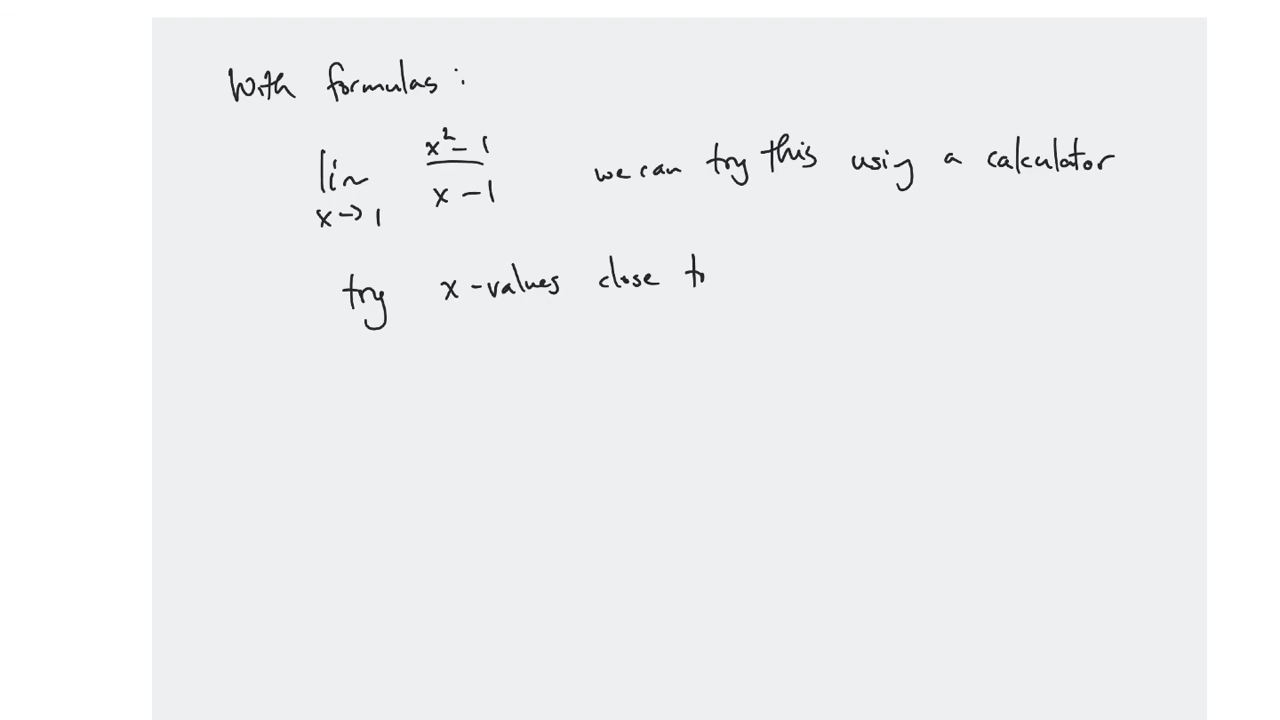 With formulas:
lim x→1 (x²-1)/(x-1) we can try this using a calculator
try x-values close to